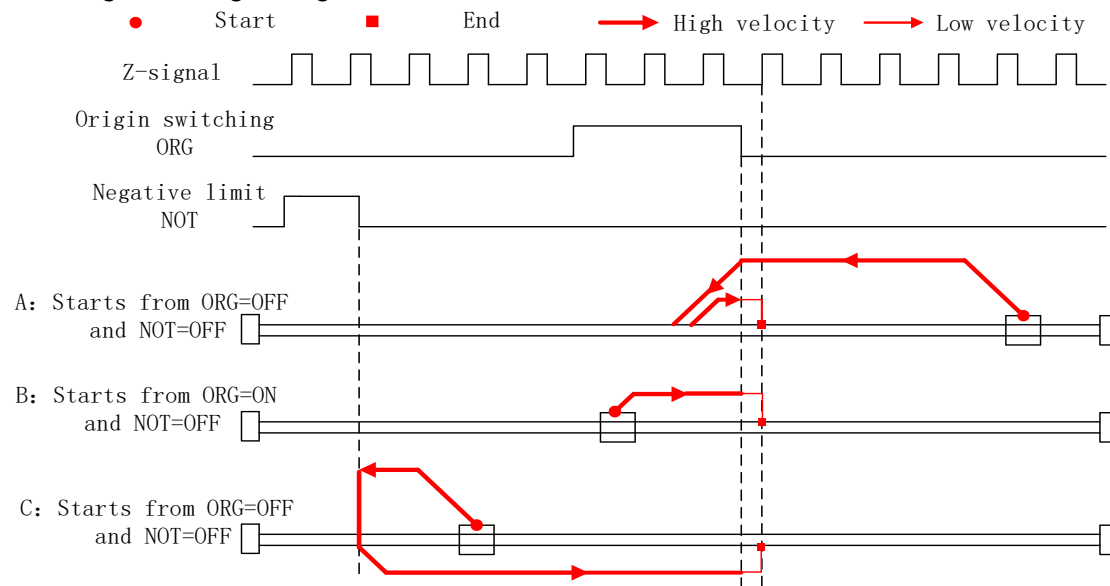 Start End High velocity Low velocity
Z-signal
Origin switching
ORG
Negative limit
NOT
A: Starts from ORG=OFF
and NOT=OFF
B: Starts from ORG=ON
and NOT=OFF
C: Starts from ORG=OFF
and NOT=OFF